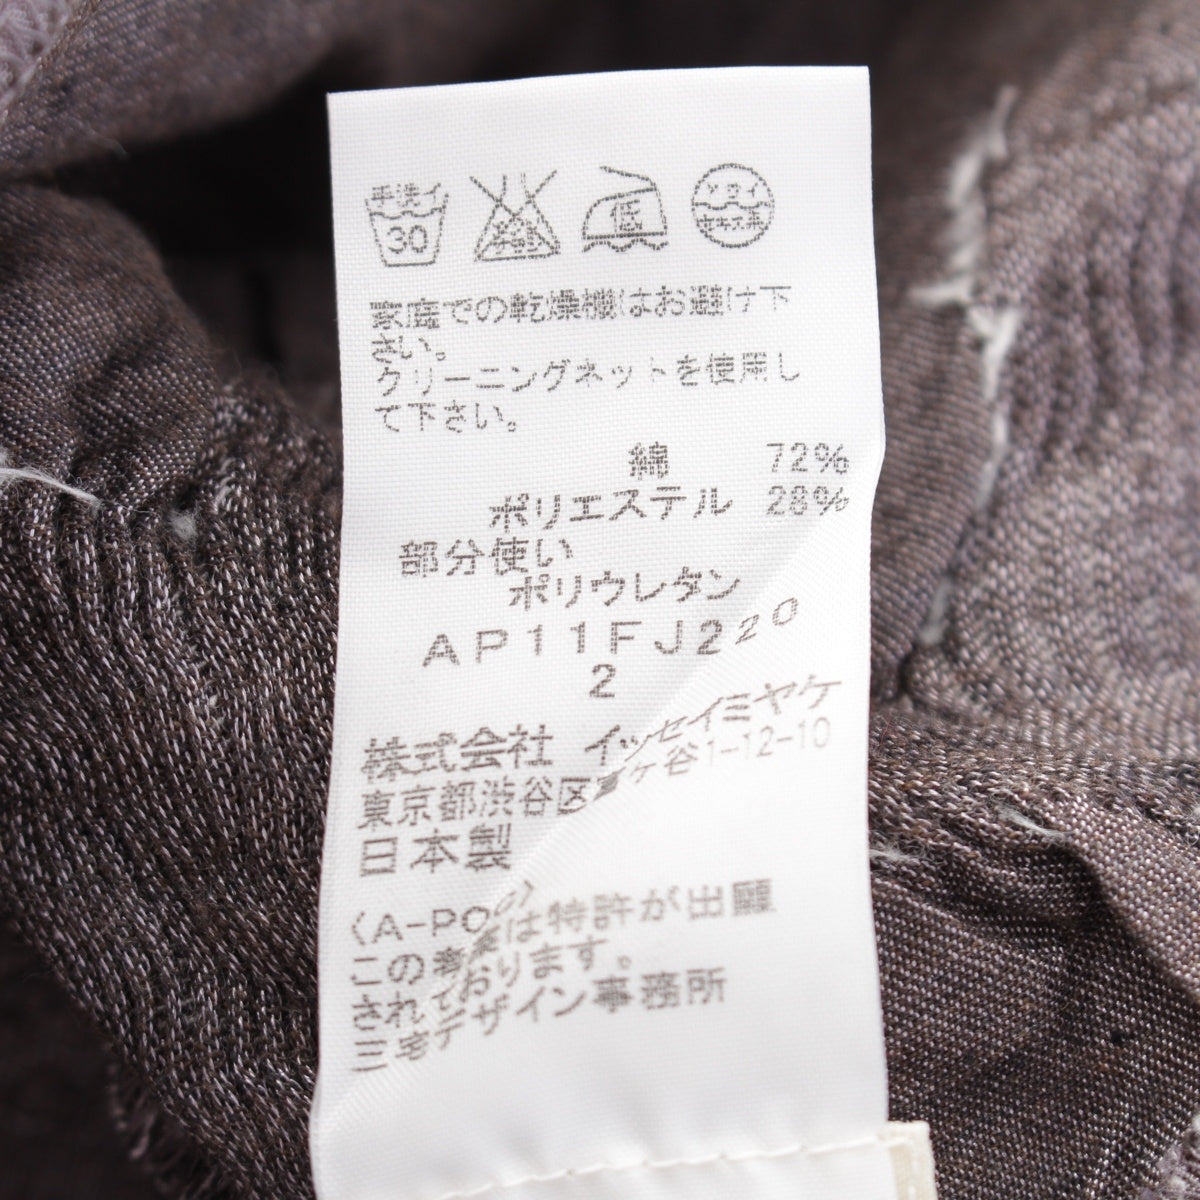 手洗イ
30
低
ドライ
家庭での乾燥機はお避け下
さい。
クリーニングネットを使用し
て下さい。
綿 72%
ポリエステル 28%
部分使い
ポリウレタン
AP11FJ220
2
株式会社 イッセイミヤケ
東京都渋谷区 ヶ谷1-12-10
日本製
〈A-POC〉
この は特許が出願
されております。
三宅デザイン事務所